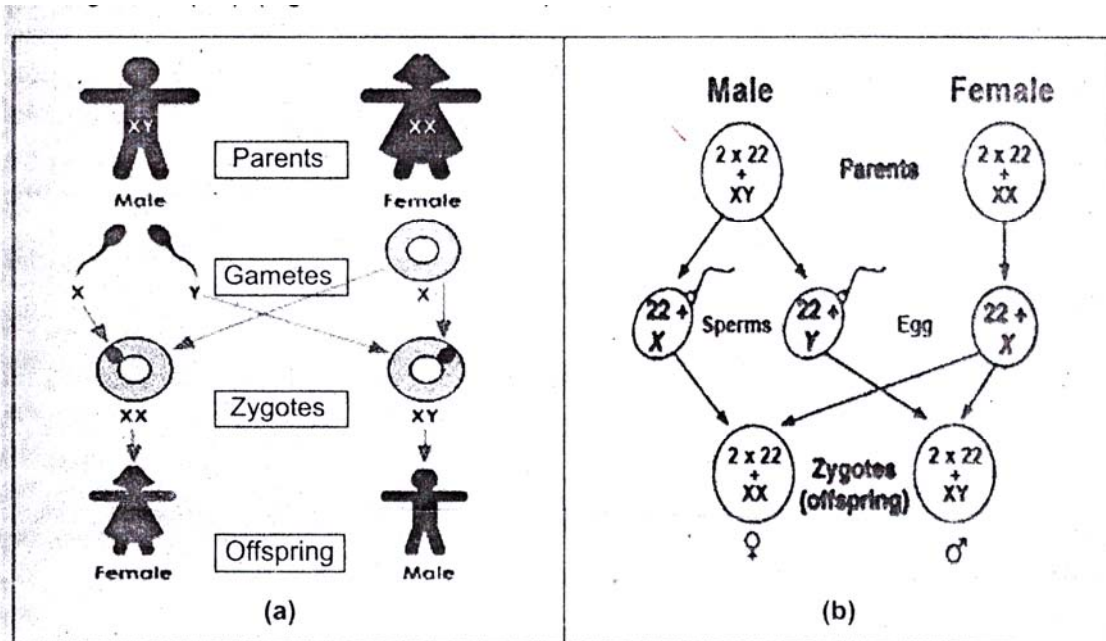 XY
XX
Parents
Male
Female
Gametes
X
Y
X
Zygotes
XX
XY
Offspring
Female
Male
(a)
Male
Female
2 x 22
+
XY
Parents
2 x 22
+
XX
22 +
X
Sperms
22 +
Y
Egg
22 +
X
2 x 22
+
XX
Zygotes
(offspring)
2 x 22
+
XY
♀
♂
(b)